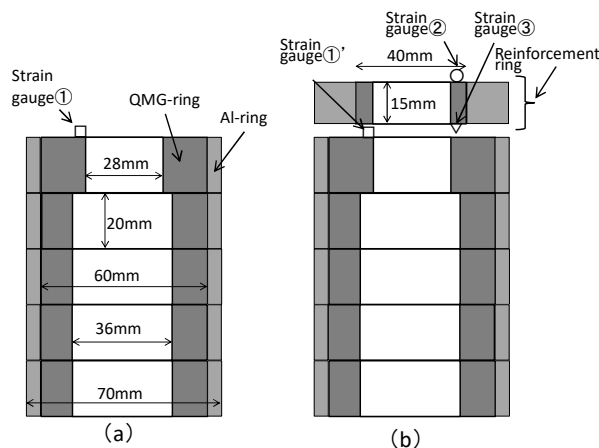 Strain
gauge①
QMG-ring
Al-ring
28mm
20mm
60mm
36mm
70mm
(a)
Strain
gauge①'
Strain
gauge②
Strain
gauge③
40mm
Reinforcement
ring
15mm
(b)